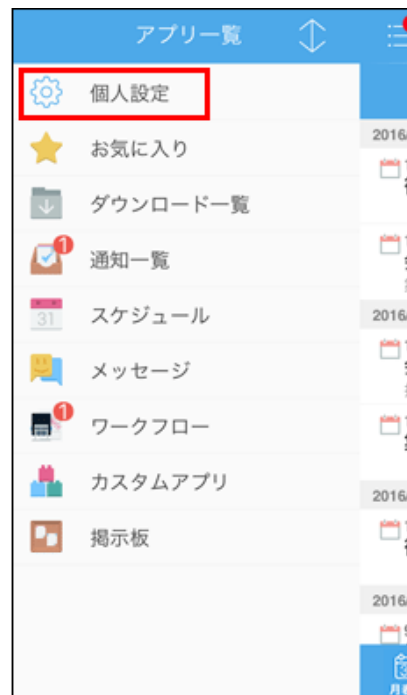 アプリ一覧
個人設定
お気に入り
ダウンロード一覧
1
通知一覧
31
スケジュール
メッセージ
1
ワークフロー
カスタムアプリ
掲示板
2016
2016
2016
2016